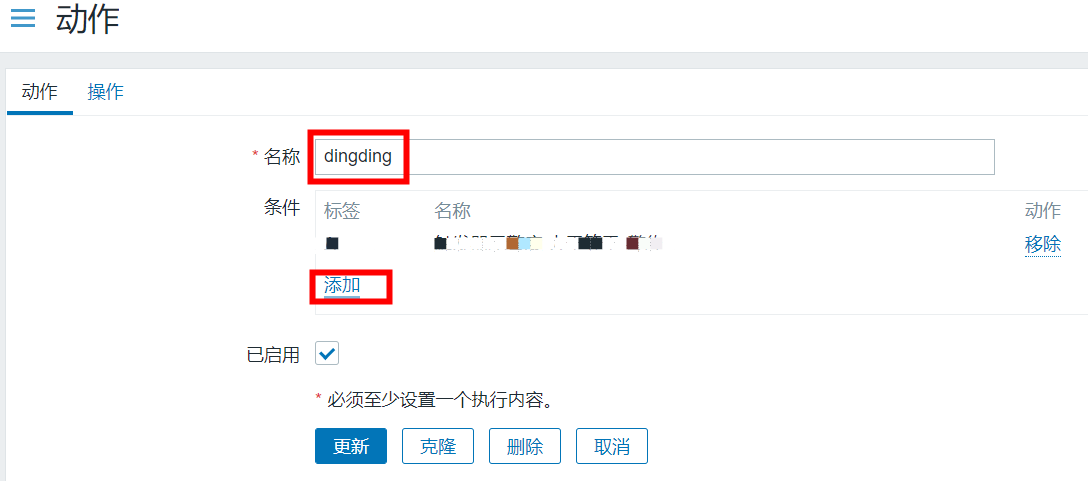 动作
动作 操作
* 名称 dingding
条件 标签 名称 动作
移除
添加
已启用
* 必须至少设置一个执行内容。
更新 克隆 删除 取消